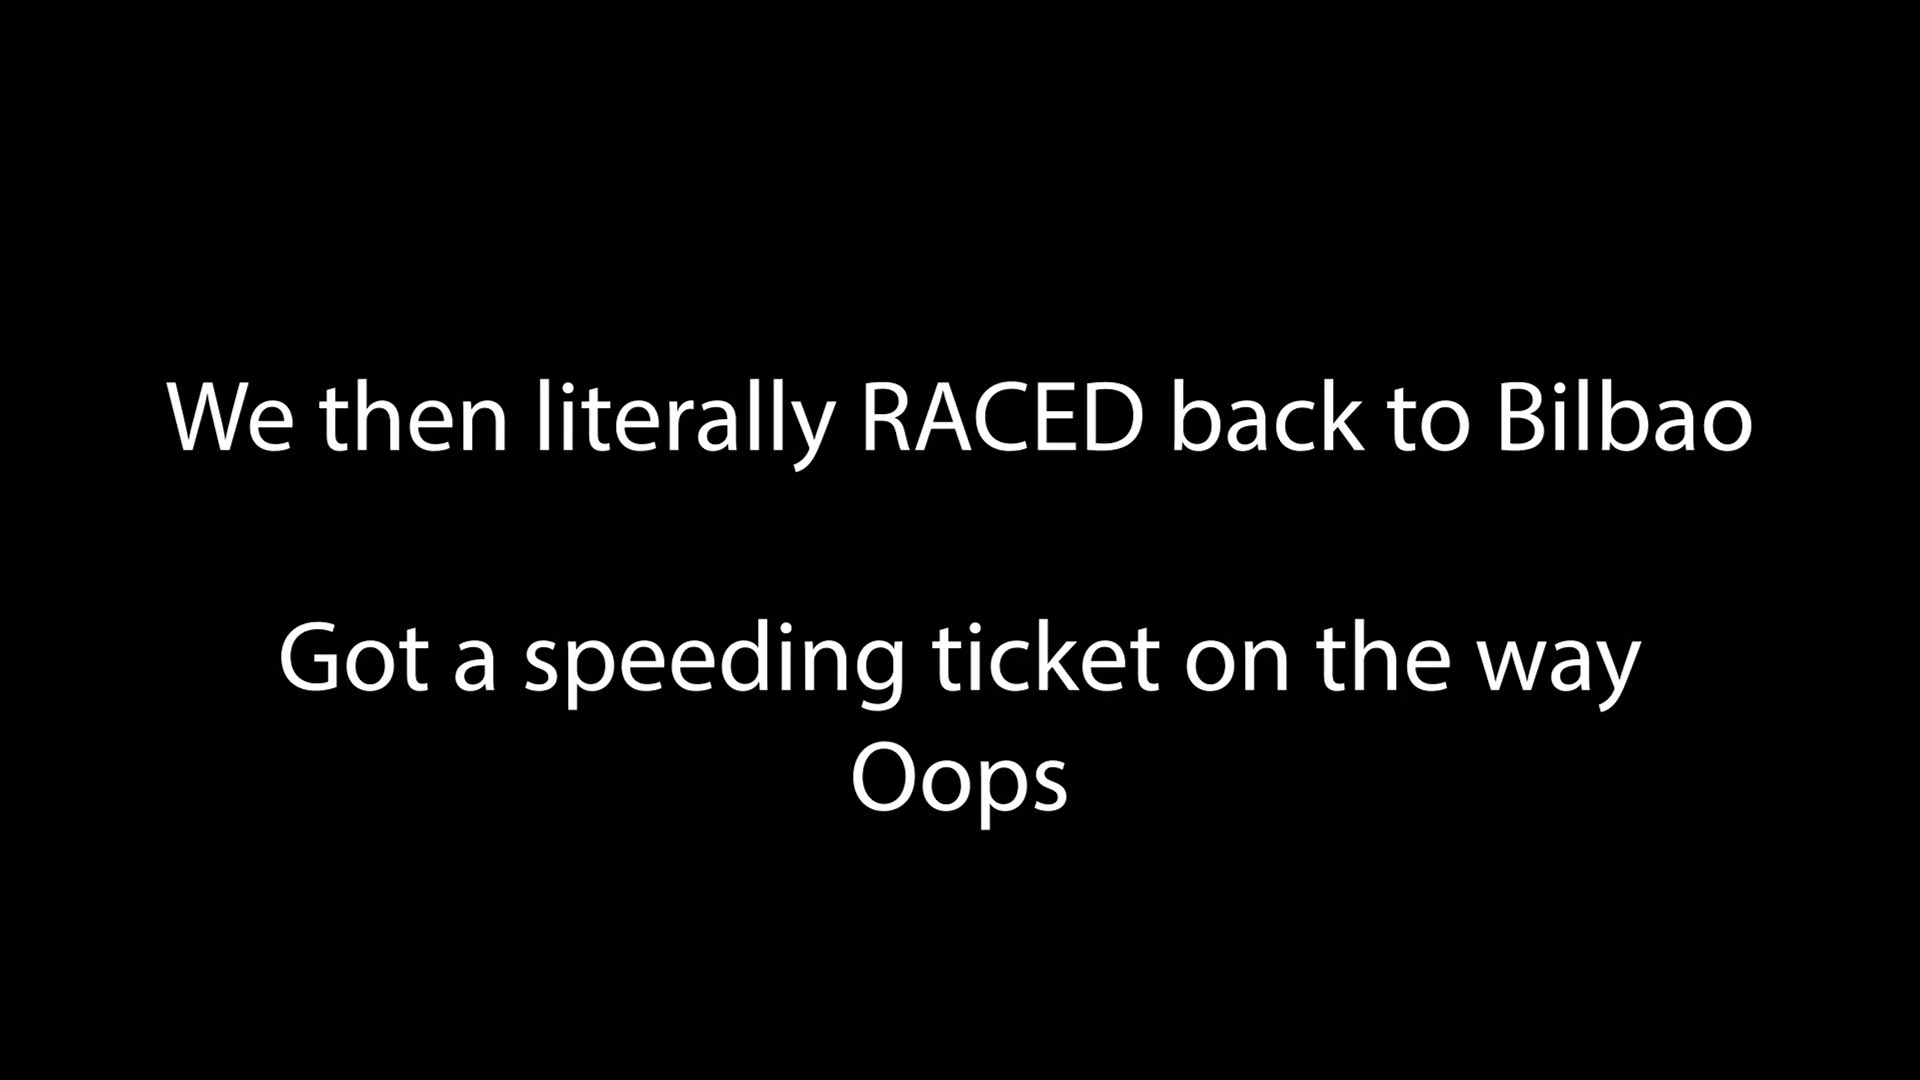 We then literally RACED back to Bilbao
Got a speeding ticket on the way
Oops